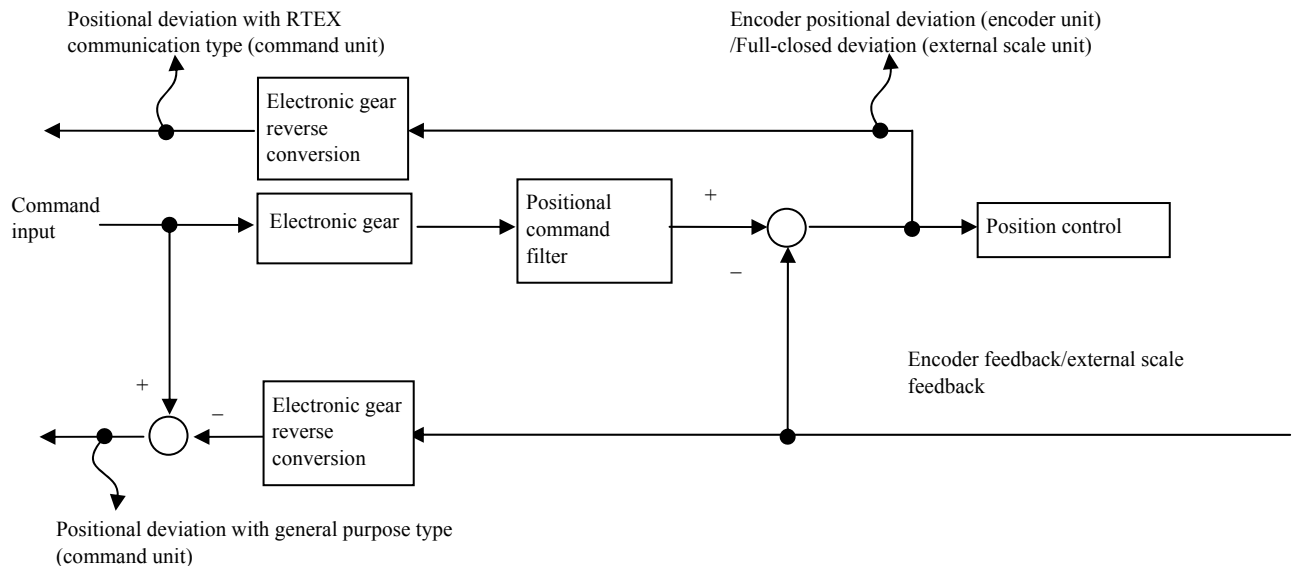 Positional deviation with RTEX
communication type (command unit)
Encoder positional deviation (encoder unit)
/Full-closed deviation (external scale unit)
Electronic gear
reverse
conversion
Command
input
Electronic gear
Positional
command
filter
+
−
Position control
Encoder feedback/external scale
feedback
+
−
Electronic gear
reverse
conversion
Positional deviation with general purpose type
(command unit)